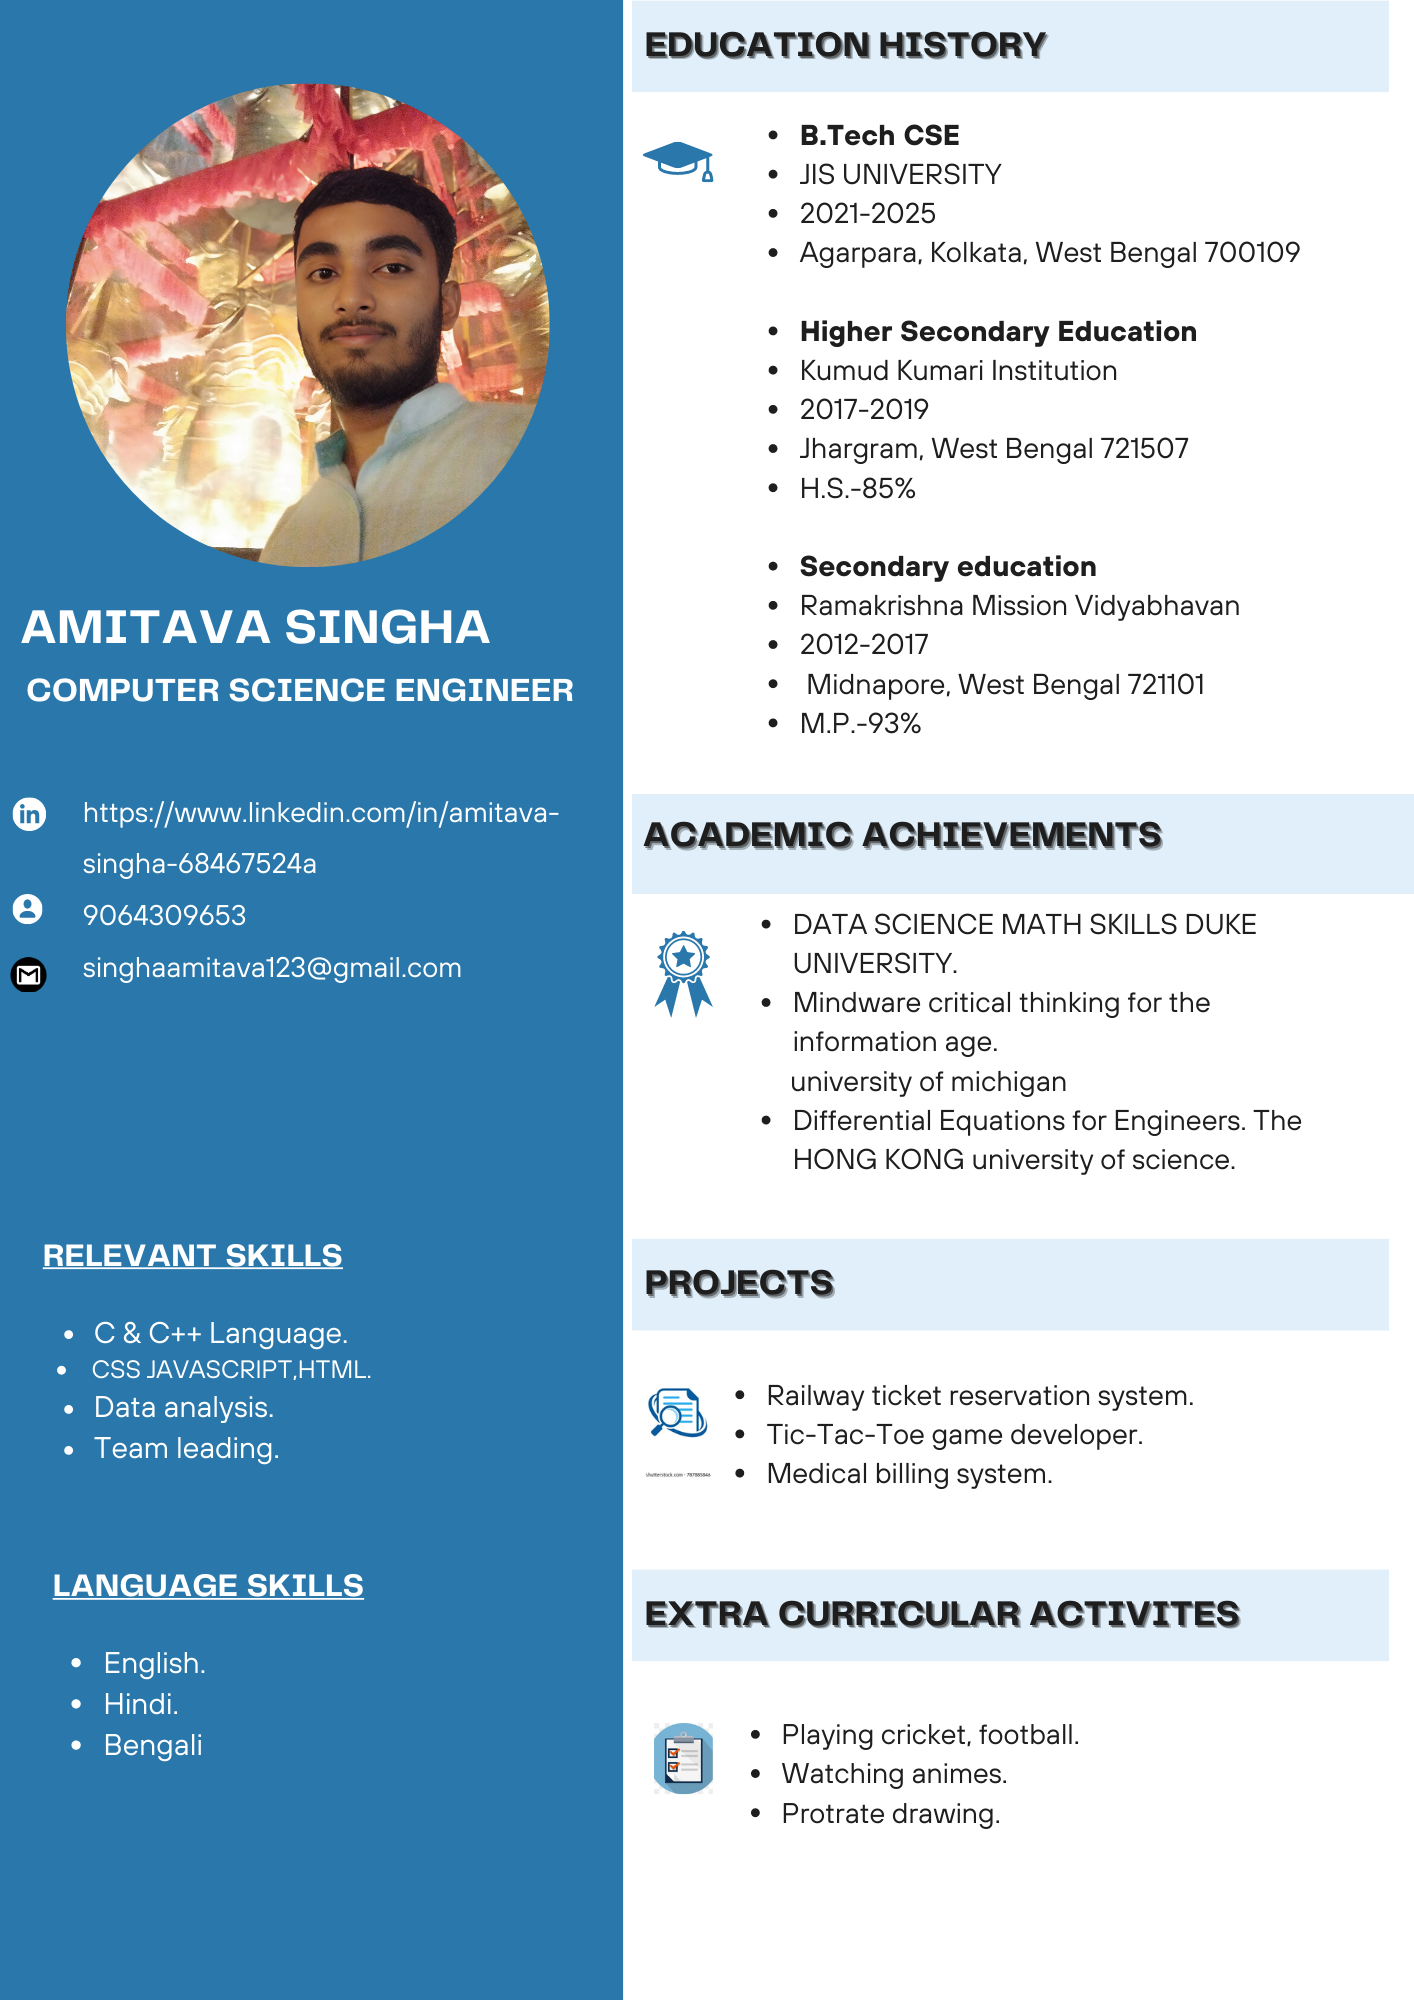 AMITAVA SINGHA
COMPUTER SCIENCE ENGINEER
https://www.linkedin.com/in/amitava-
singha-68467524a
9064309653
singhaamitava123@gmail.com
RELEVANT SKILLS
• C & C++ Language.
• CSS JAVASCRIPT,HTML.
• Data analysis.
• Team leading.
LANGUAGE SKILLS
• English.
• Hindi.
• Bengali
EDUCATION HISTORY
• B.Tech CSE
• JIS UNIVERSITY
• 2021-2025
• Agarpara, Kolkata, West Bengal 700109
• Higher Secondary Education
• Kumud Kumari Institution
• 2017-2019
• Jhargram, West Bengal 721507
• H.S.-85%
• Secondary education
• Ramakrishna Mission Vidyabhavan
• 2012-2017
• Midnapore, West Bengal 721101
• M.P.-93%
ACADEMIC ACHIEVEMENTS
• DATA SCIENCE MATH SKILLS DUKE
UNIVERSITY.
• Mindware critical thinking for the
information age.
university of michigan
• Differential Equations for Engineers. The
HONG KONG university of science.
PROJECTS
• Railway ticket reservation system.
• Tic-Tac-Toe game developer.
• Medical billing system.
shutterstock.com
EXTRA CURRICULAR ACTIVITES
• Playing cricket, football.
• Watching animes.
• Protrate drawing.